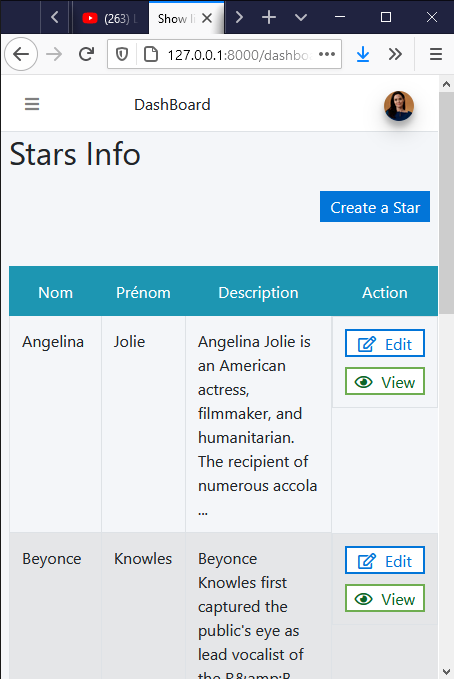 (263) L
Show li
127.0.0.1:8000/dashboa
DashBoard
Stars Info
Create a Star
Nom Prénom Description Action
Angelina Jolie Angelina Jolie is
an American
actress,
filmmaker, and
humanitarian.
The recipient of
numerous accola
...
Edit
View
Beyonce Knowles Beyonce
Knowles first
captured the
public's eye as
lead vocalist of
the R&amp;B
Edit
View